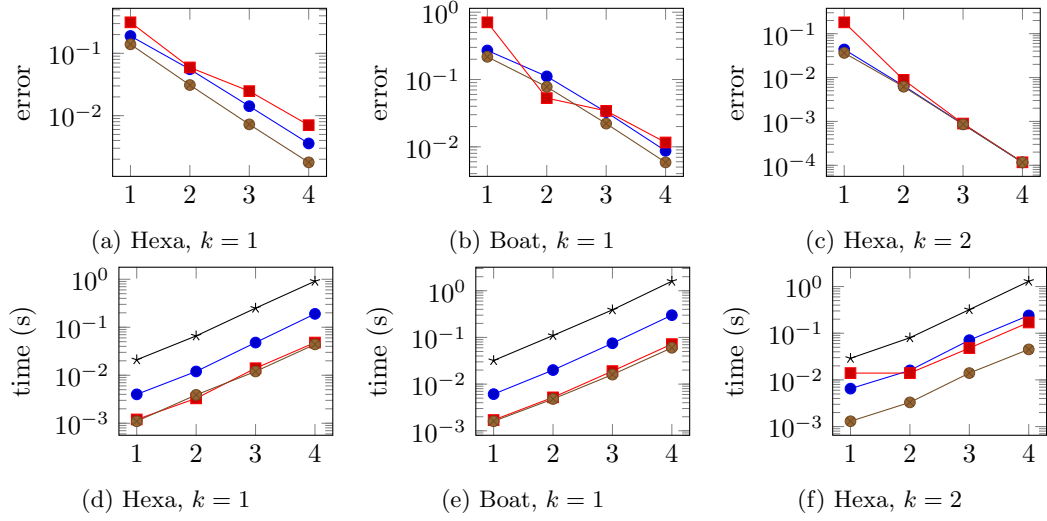 10^{-1}
10^{-2}
error
1 2 3 4
(a) Hexa, k = 1
10^{0}
10^{-1}
10^{-2}
error
1 2 3 4
(b) Boat, k = 1
10^{-1}
10^{-2}
10^{-3}
10^{-4}
error
1 2 3 4
(c) Hexa, k = 2
10^{0}
10^{-1}
10^{-2}
10^{-3}
time (s)
1 2 3 4
(d) Hexa, k = 1
10^{0}
10^{-1}
10^{-2}
10^{-3}
time (s)
1 2 3 4
(e) Boat, k = 1
10^{0}
10^{-1}
10^{-2}
10^{-3}
time (s)
1 2 3 4
(f) Hexa, k = 2